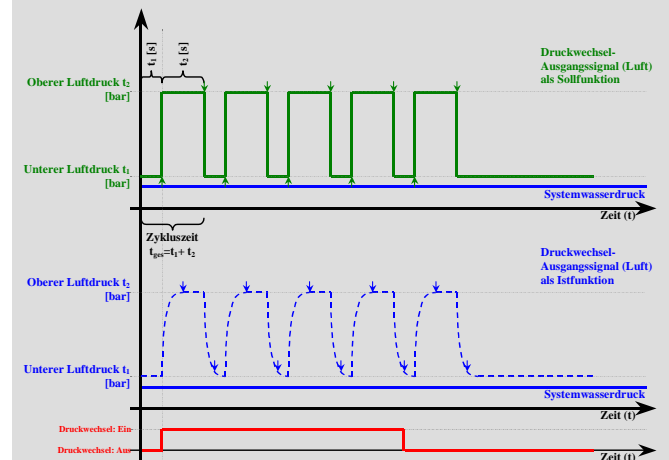 t₁ [s]
t₂ [s]
Druckwechsel-
Ausgangssignal (Luft)
als Sollfunktion
Oberer Luftdruck t₂
[bar]
Unterer Luftdruck t₁
[bar]
Systemwasserdruck
Zeit (t)
Zykluszeit
tges=t₁+ t₂
Druckwechsel-
Ausgangssignal (Luft)
als Istfunktion
Oberer Luftdruck t₂
[bar]
Unterer Luftdruck t₁
[bar]
Systemwasserdruck
Zeit (t)
Druckwechsel: Ein
Druckwechsel: Aus
Zeit (t)